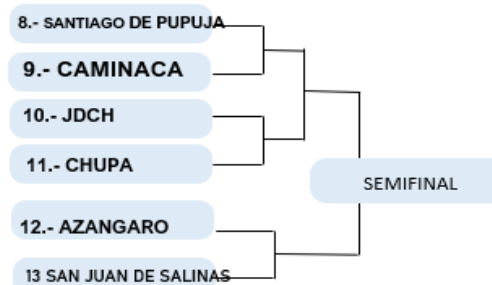 8.- SANTIAGO DE PUPUJA
9.- CAMINACA
10.- JDCH
11.- CHUPA
SEMIFINAL
12.- AZANGARO
13 SAN JUAN DE SALINAS